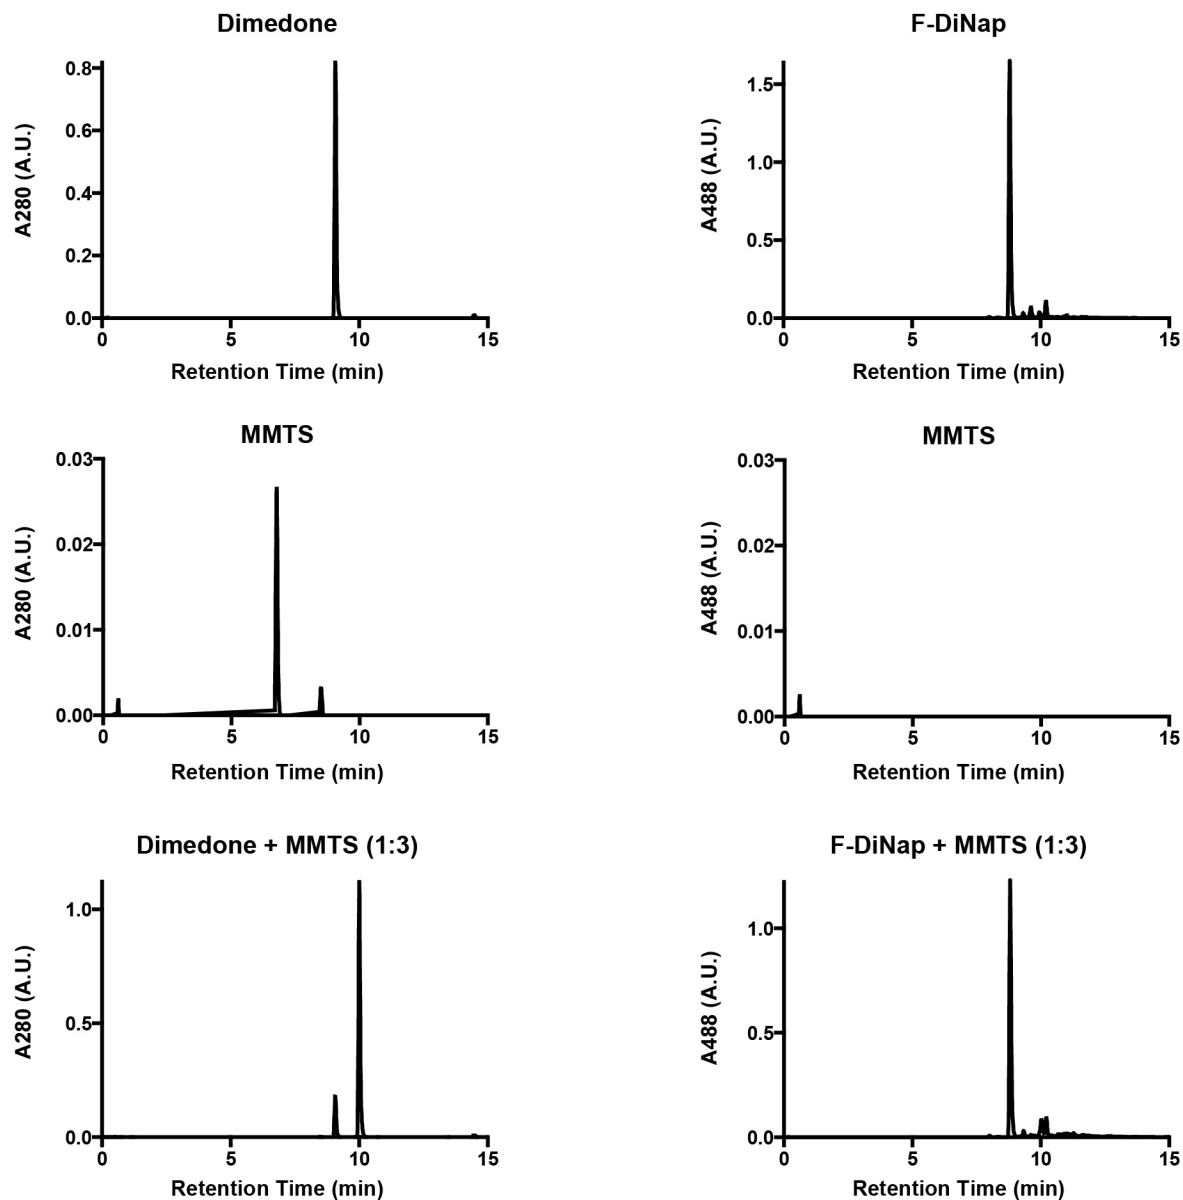 Dimedone
0.8
0.6
0.4
0.2
0.0
A280 (A.U.)
0 5 10 15
Retention Time (min)
F-DiNap
1.5
1.0
0.5
0.0
A488 (A.U.)
0 5 10 15
Retention Time (min)
MMTS
0.03
0.02
0.01
0.00
A280 (A.U.)
0 5 10 15
Retention Time (min)
MMTS
0.03
0.02
0.01
0.00
A488 (A.U.)
0 5 10 15
Retention Time (min)
Dimedone + MMTS (1:3)
1.0
0.5
0.0
A280 (A.U.)
0 5 10 15
Retention Time (min)
F-DiNap + MMTS (1:3)
1.0
0.5
0.0
A488 (A.U.)
0 5 10 15
Retention Time (min)